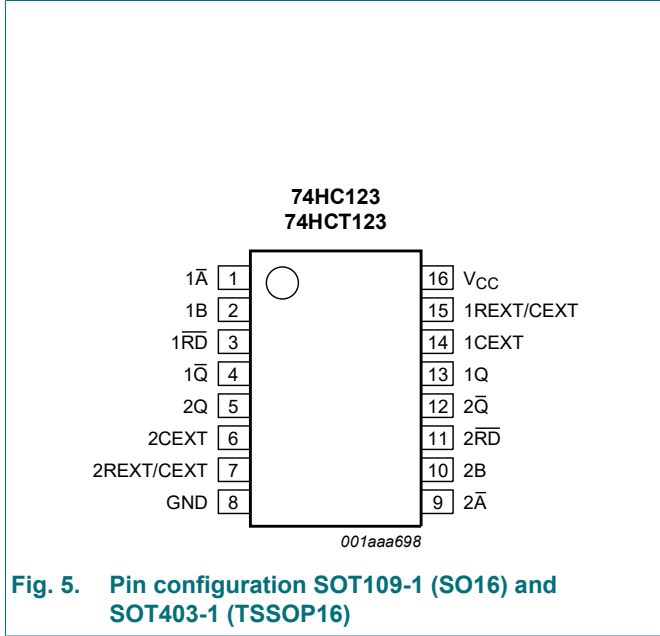 74HC123
74HCT123
1A̅ 1 16 VCC
1B 2 15 1REXT/CEXT
1R̅D̅ 3 14 1CEXT
1Q̅ 4 13 1Q
2Q 5 12 2Q̅
2CEXT 6 11 2R̅D̅
2REXT/CEXT 7 10 2B
GND 8 9 2A̅
001aaa698
Fig. 5. Pin configuration SOT109-1 (SO16) and
SOT403-1 (TSSOP16)